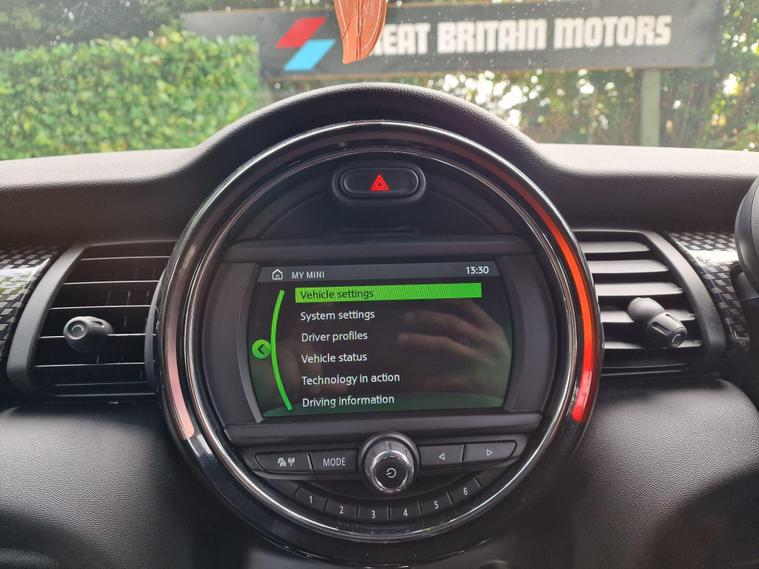 GREAT BRITAIN MOTORS
MY MINI 13:30
Vehicle settings
System settings
Driver profiles
Vehicle status
Technology in action
Driving information
MODE
1 2 3 4 5 6